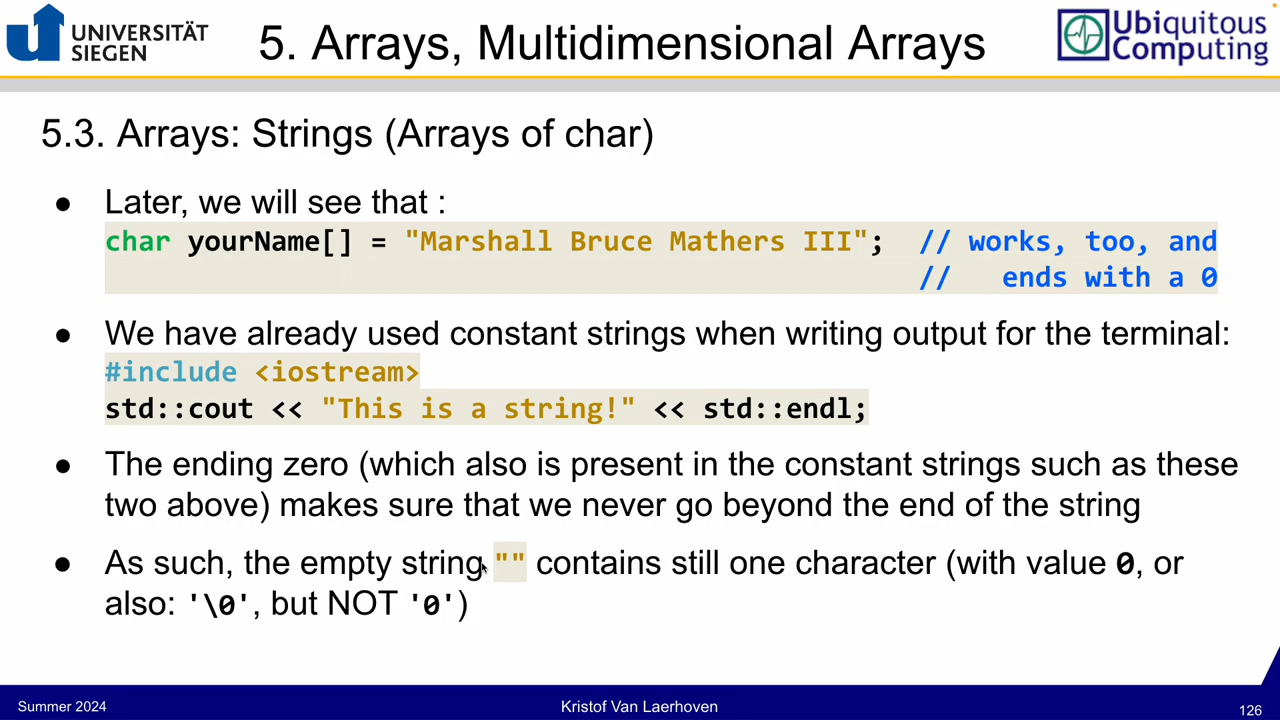 UNIVERSITÄT
SIEGEN
5. Arrays, Multidimensional Arrays
Ubiquitous
Computing
5.3. Arrays: Strings (Arrays of char)
● Later, we will see that :
char yourName[] = "Marshall Bruce Mathers III"; // works, too, and
// ends with a 0
● We have already used constant strings when writing output for the terminal:
#include <iostream>
std::cout << "This is a string!" << std::endl;
● The ending zero (which also is present in the constant strings such as these
two above) makes sure that we never go beyond the end of the string
● As such, the empty string "" contains still one character (with value 0, or
also: '\0', but NOT '0')
Summer 2024
Kristof Van Laerhoven
126